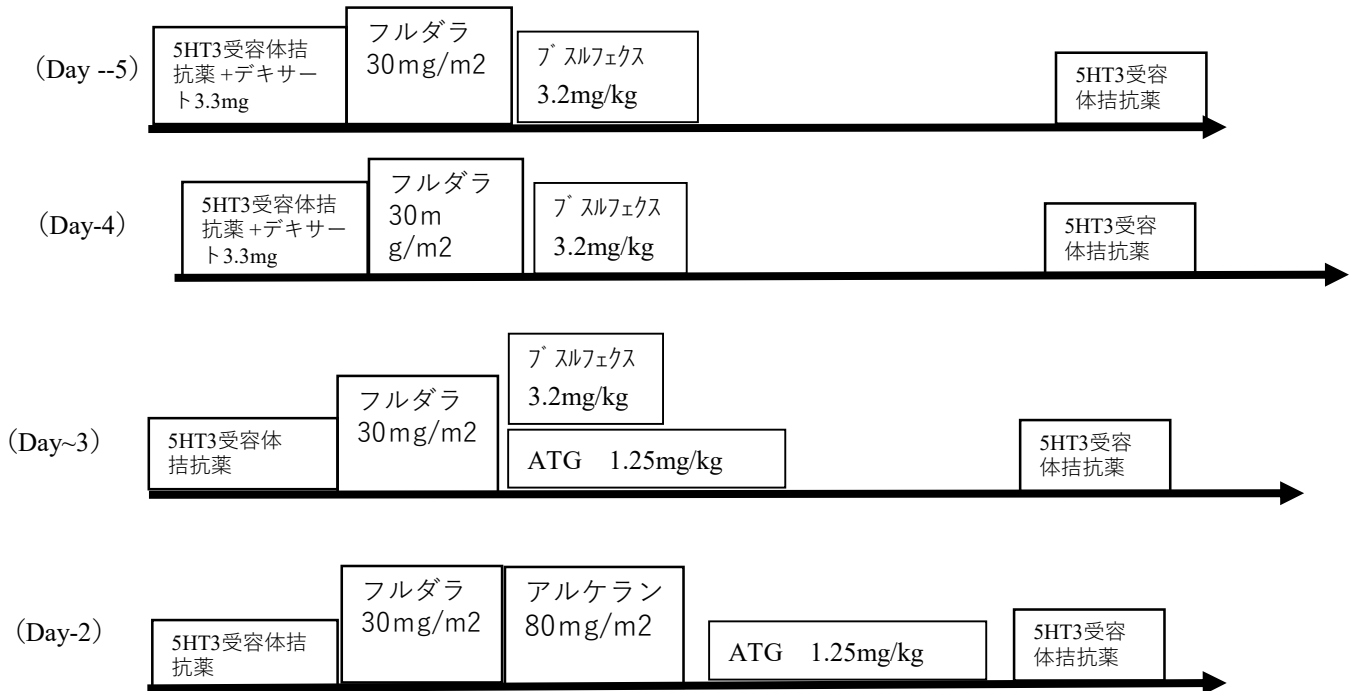 (Day --5)
5HT3受容体拮
抗薬 +デキサー
ト3.3mg
フルダラ
30mg/m2
ブスルフェクス
3.2mg/kg
5HT3受容
体拮抗薬
(Day-4)
5HT3受容体拮
抗薬 +デキサー
ト3.3mg
フルダラ
30m
g/m2
ブスルフェクス
3.2mg/kg
5HT3受容
体拮抗薬
(Day~3)
5HT3受容体
拮抗薬
フルダラ
30mg/m2
ブスルフェクス
3.2mg/kg
ATG 1.25mg/kg
5HT3受容
体拮抗薬
(Day-2)
5HT3受容体拮
抗薬
フルダラ
30mg/m2
アルケラン
80mg/m2
ATG 1.25mg/kg
5HT3受容
体拮抗薬